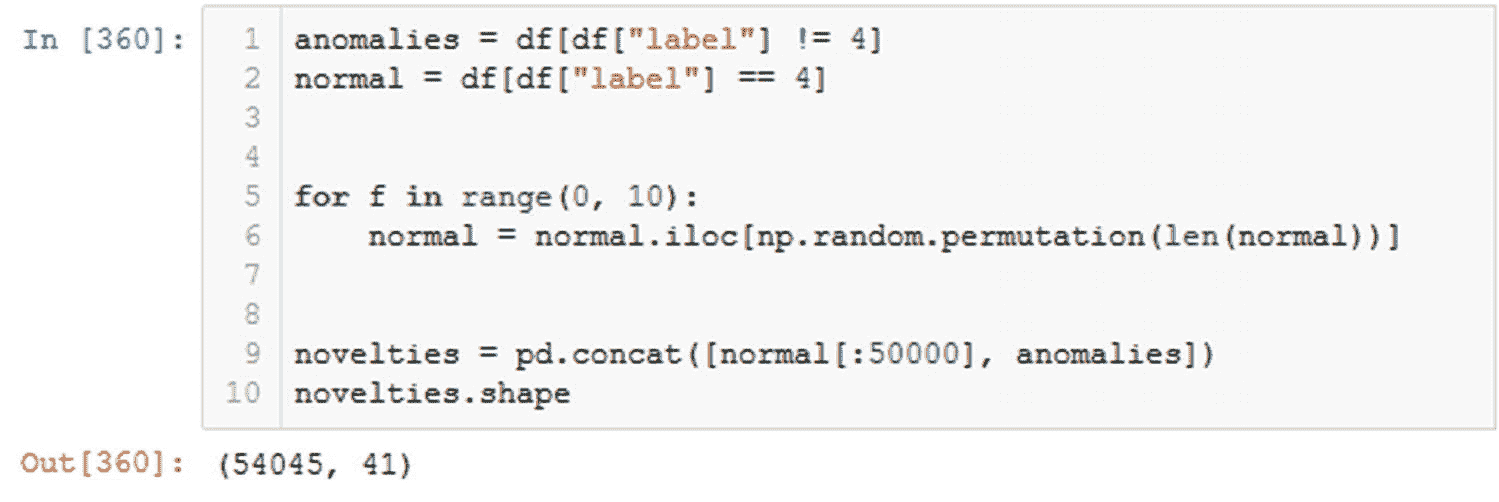 In [360]:
1 anomalies = df[df["label"] != 4]
2 normal = df[df["label"] == 4]
3
4
5 for f in range(0, 10):
6     normal = normal.iloc[np.random.permutation(len(normal))]
7
8
9 novelties = pd.concat([normal[:50000], anomalies])
10 novelties.shape
Out[360]: (54045, 41)